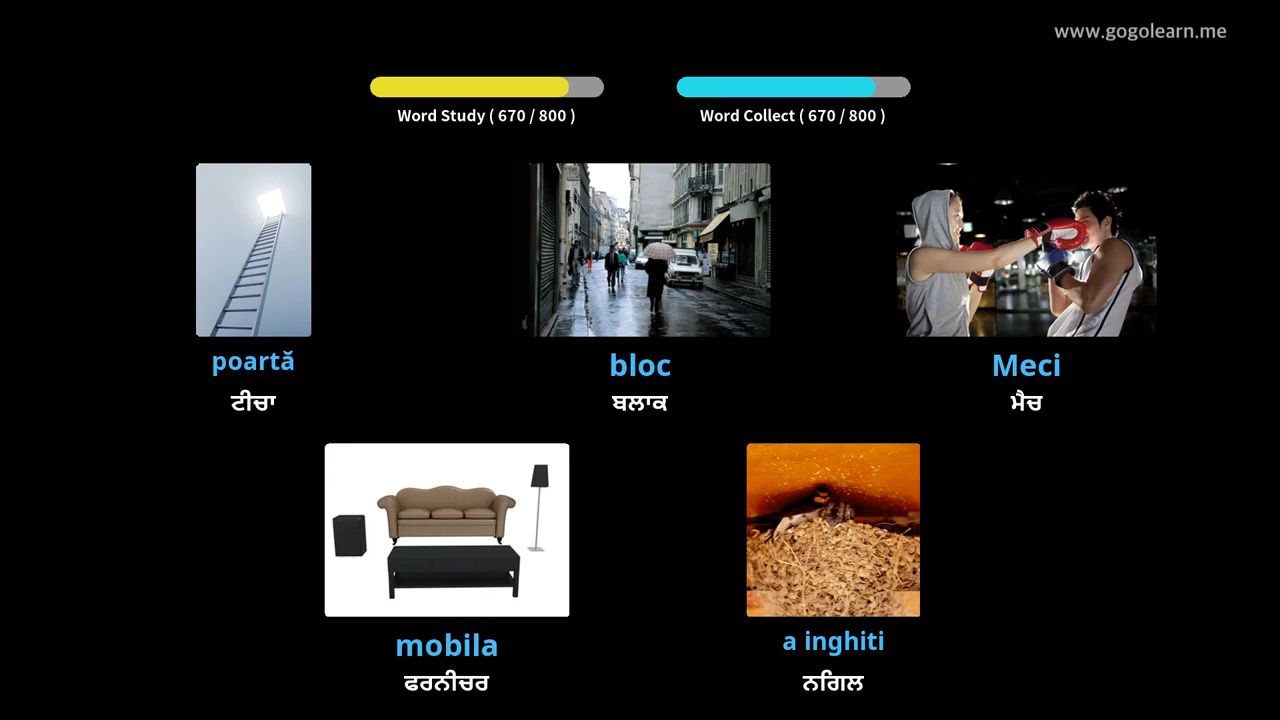 www.gogolearn.me
Word Study ( 670 / 800 )
Word Collect ( 670 / 800 )
poartă
bloc
Meci
ਟੀਚਾ
ਬਲਾਕ
ਮੈਚ
mobila
a inghiti
ਫਰਨੀਚਰ
ਨਗਿਲ